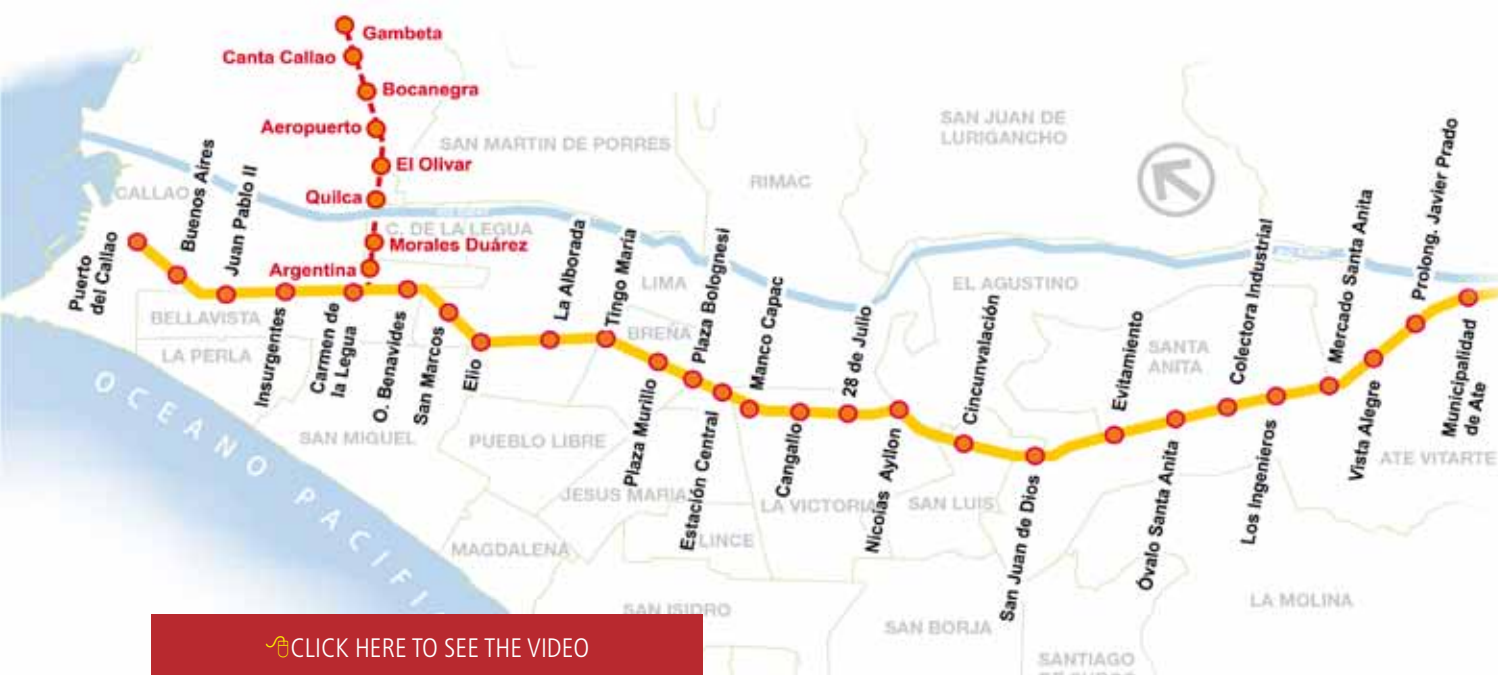 Gambeta
Canta Callao
Bocanegra
Aeropuerto
El Olivar
Quilca
Morales Duárez
Argentina
SAN MARTIN DE PORRES
SAN JUAN DE
LURIGANCHO
RIMAC
CALLAO
C. DE LA LEGUA
LIMA
EL AGUSTINO
BELLAVISTA
LA PERLA
BREÑA
SANTA
ANITA
SAN MIGUEL
PUEBLO LIBRE
JESUS MARIA
LA VICTORIA
SAN LUIS
ATE VITARTE
MAGDALENA
LINCE
SAN ISIDRO
SAN BORJA
LA MOLINA
SANTIAGO
OCEANO PACIFI
Puerto
del Callao
Buenos Aires
Juan Pablo II
Insurgentes
Carmen de
la Legua
O. Benavides
San Marcos
Elio
La Alborada
Tingo María
Plaza Murillo
Plaza Bolognesi
Estación Central
Manco Capac
Cangallo
28 de Julio
Nicolas Ayllon
Cincunvalación
San Juan de Dios
Evitamiento
Óvalo Santa Anita
Colectora Industrial
Los Ingenieros
Mercado Santa Anita
Vista Alegre
Prolong. Javier Prado
Municipalidad
de Ate
CLICK HERE TO SEE THE VIDEO